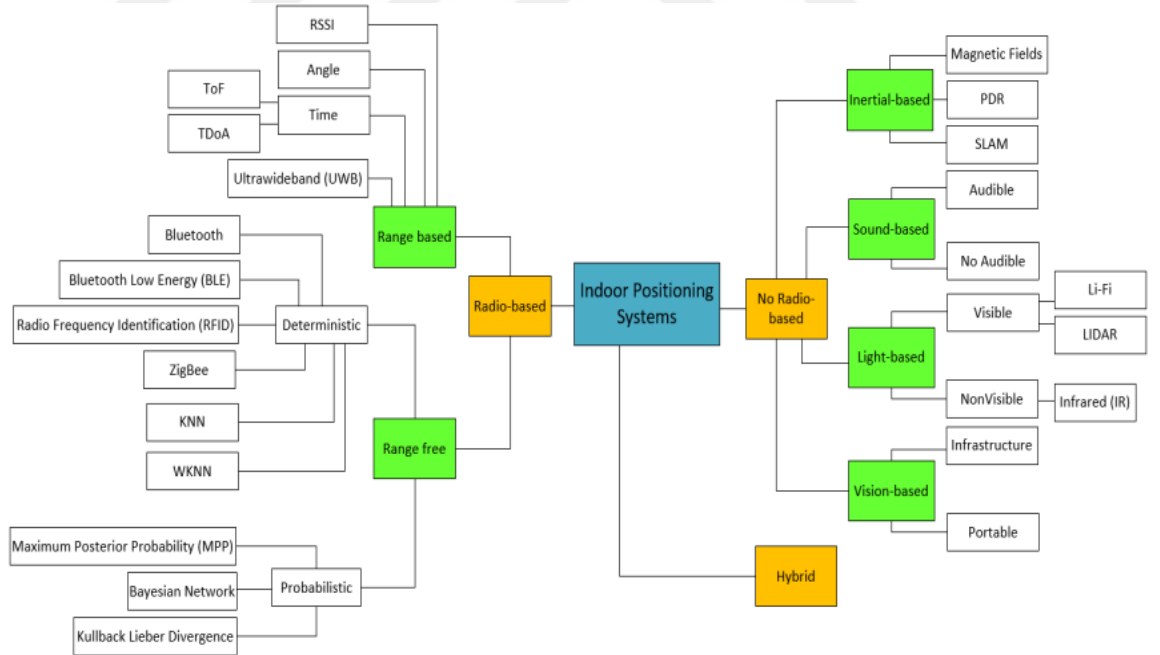 RSSI
Angle
ToF
Time
TDoA
Ultrawideband (UWB)
Range based
Bluetooth
Bluetooth Low Energy (BLE)
Radio Frequency Identification (RFID)
Deterministic
ZigBee
KNN
WKNN
Range free
Maximum Posterior Probability (MPP)
Bayesian Network
Probabilistic
Kullback Lieber Divergence
Radio-based
Indoor Positioning
Systems
No Radio-
based
Hybrid
Inertial-based
Magnetic Fields
PDR
SLAM
Sound-based
Audible
No Audible
Light-based
Visible
Li-Fi
LIDAR
NonVisible
Infrared (IR)
Vision-based
Infrastructure
Portable